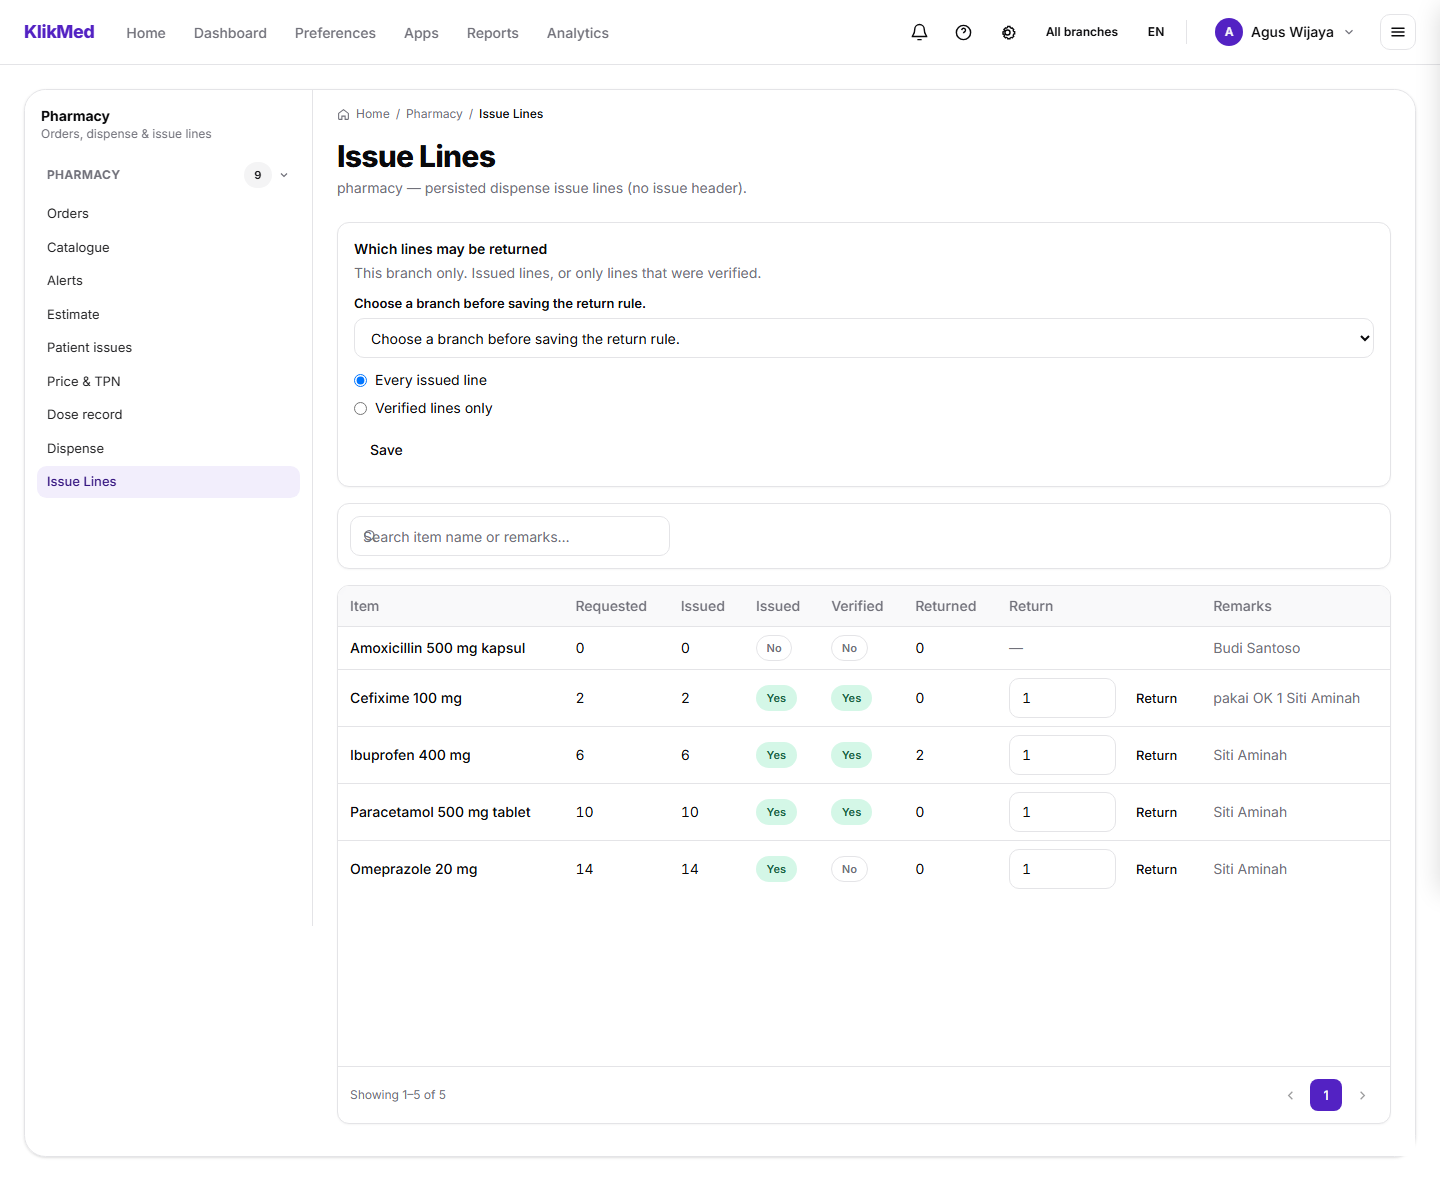 KlikMed
Home
Dashboard
Preferences
Apps
Reports
Analytics
All branches
EN
A
Agus Wijaya
Pharmacy
Orders, dispense & issue lines
PHARMACY
9
Orders
Catalogue
Alerts
Estimate
Patient issues
Price & TPN
Dose record
Dispense
Issue Lines
Home / Pharmacy / Issue Lines
Issue Lines
pharmacy — persisted dispense issue lines (no issue header).
Which lines may be returned
This branch only. Issued lines, or only lines that were verified.
Choose a branch before saving the return rule.
Choose a branch before saving the return rule.
Every issued line
Verified lines only
Save
Search item name or remarks...
Item Requested Issued Issued Verified Returned Return Remarks
Amoxicillin 500 mg kapsul 0 0 No No 0 — Budi Santoso
Cefixime 100 mg 2 2 Yes Yes 0 1 Return pakai OK 1 Siti Aminah
Ibuprofen 400 mg 6 6 Yes Yes 2 1 Return Siti Aminah
Paracetamol 500 mg tablet 10 10 Yes Yes 0 1 Return Siti Aminah
Omeprazole 20 mg 14 14 Yes No 0 1 Return Siti Aminah
Showing 1–5 of 5
1